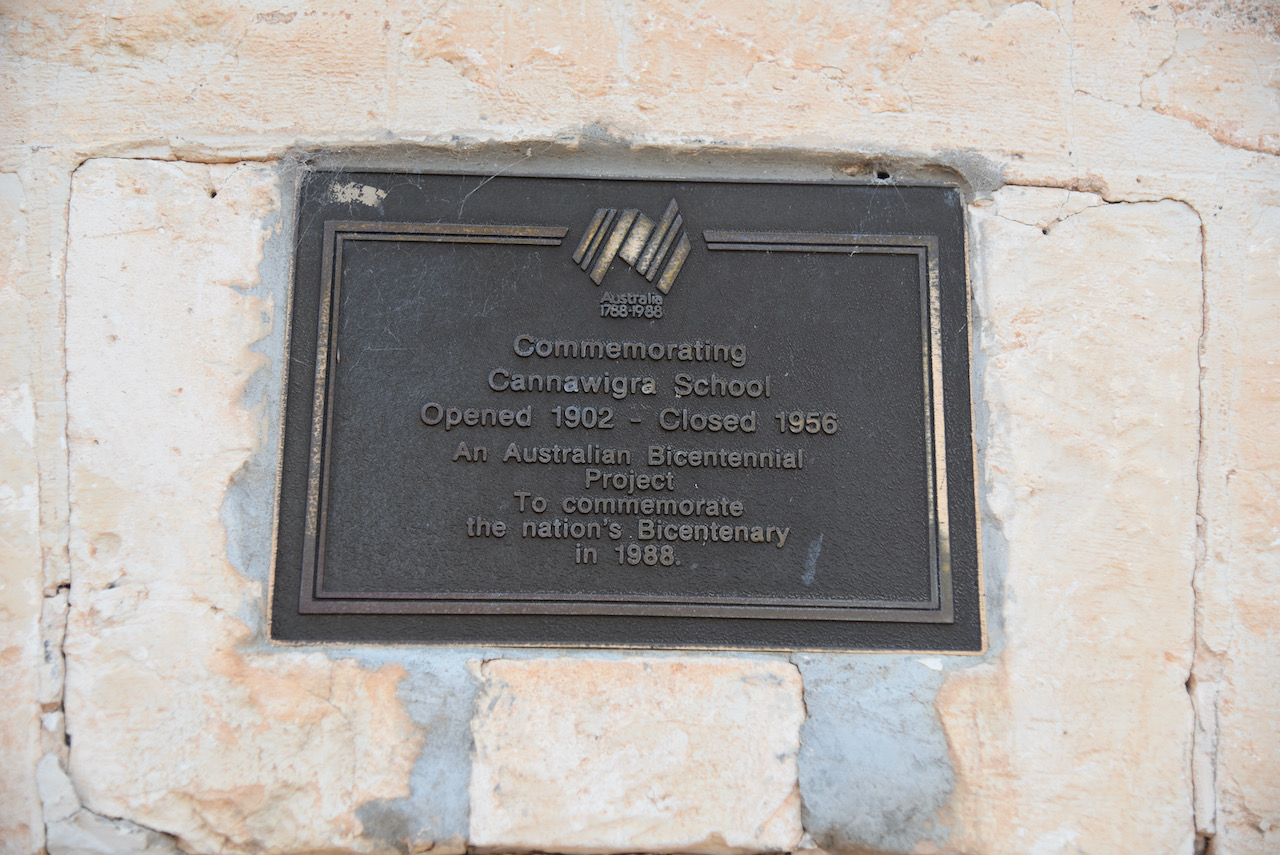 Australia
1788·1988
Commemorating
Cannawigra School
Opened 1902 - Closed 1956
An Australian Bicentennial
Project
To commemorate
the nation's Bicentenary
in 1988.